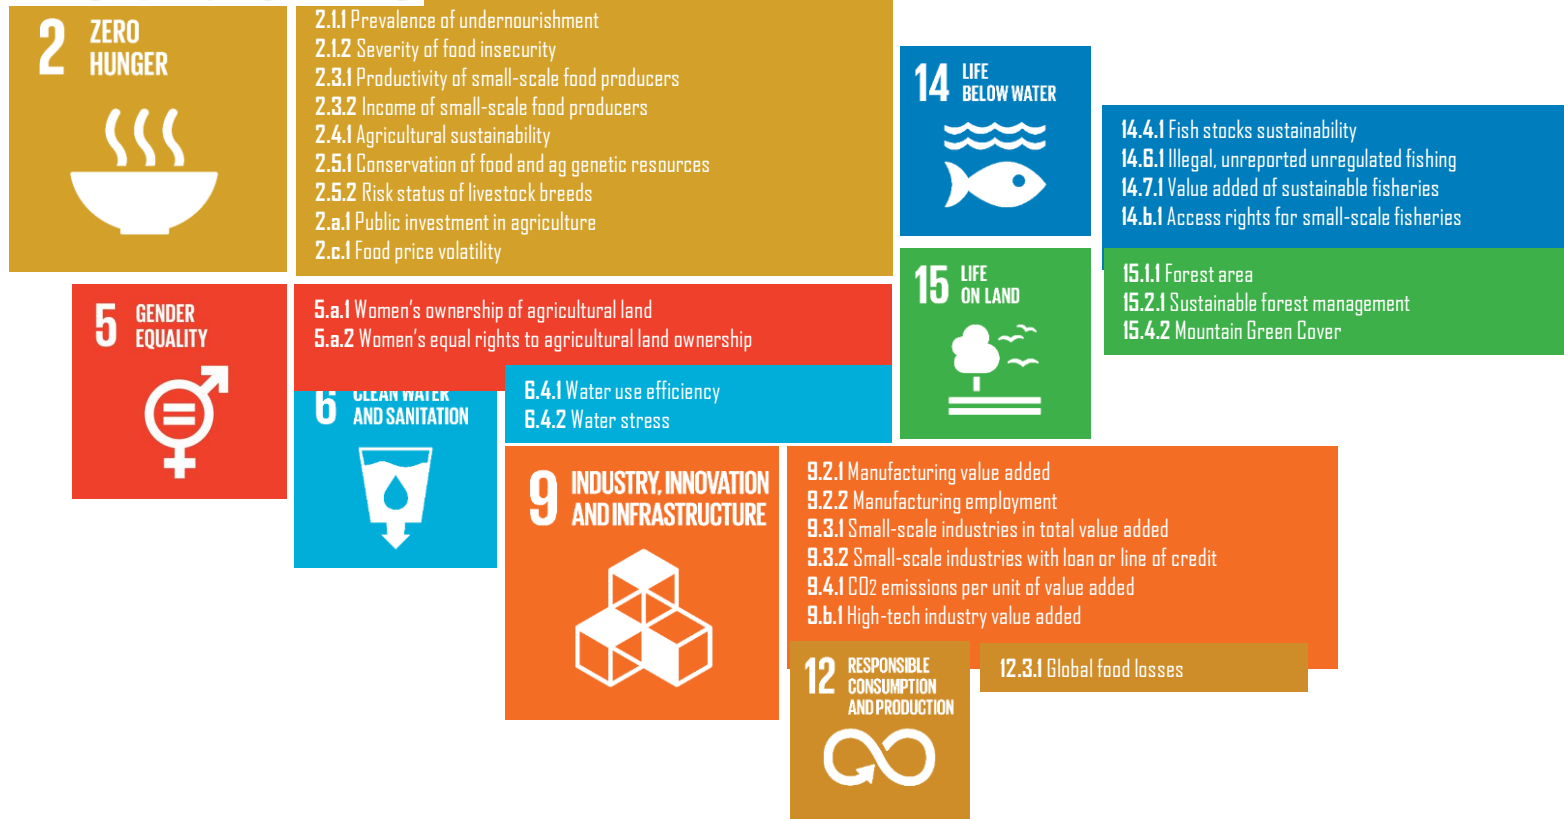 2 ZERO
HUNGER
2.1.1 Prevalence of undernourishment
2.1.2 Severity of food insecurity
2.3.1 Productivity of small-scale food producers
2.3.2 Income of small-scale food producers
2.4.1 Agricultural sustainability
2.5.1 Conservation of food and ag genetic resources
2.5.2 Risk status of livestock breeds
2.a.1 Public investment in agriculture
2.c.1 Food price volatility
5 GENDER
EQUALITY
5.a.1 Women's ownership of agricultural land
5.a.2 Women's equal rights to agricultural land ownership
6 CLEAN WATER
AND SANITATION
6.4.1 Water use efficiency
6.4.2 Water stress
9 INDUSTRY, INNOVATION
AND INFRASTRUCTURE
9.2.1 Manufacturing value added
9.2.2 Manufacturing employment
9.3.1 Small-scale industries in total value added
9.3.2 Small-scale industries with loan or line of credit
9.4.1 CO2 emissions per unit of value added
9.b.1 High-tech industry value added
12 RESPONSIBLE
CONSUMPTION
AND PRODUCTION
12.3.1 Global food losses
14 LIFE
BELOW WATER
14.4.1 Fish stocks sustainability
14.6.1 Illegal, unreported unregulated fishing
14.7.1 Value added of sustainable fisheries
14.b.1 Access rights for small-scale fisheries
15 LIFE
ON LAND
15.1.1 Forest area
15.2.1 Sustainable forest management
15.4.2 Mountain Green Cover